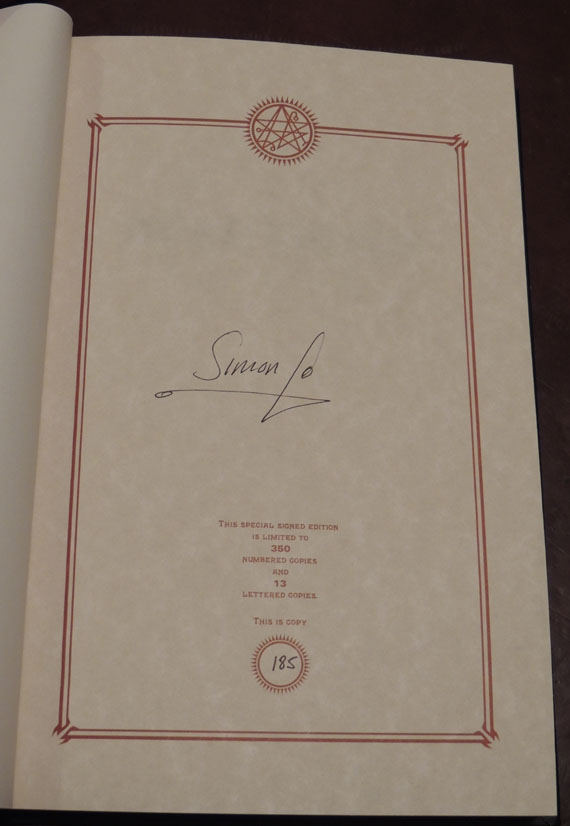 Simon
THIS SPECIAL SIGNED EDITION
IS LIMITED TO
350
NUMBERED COPIES
AND
13
LETTERED COPIES.
THIS IS COPY
185